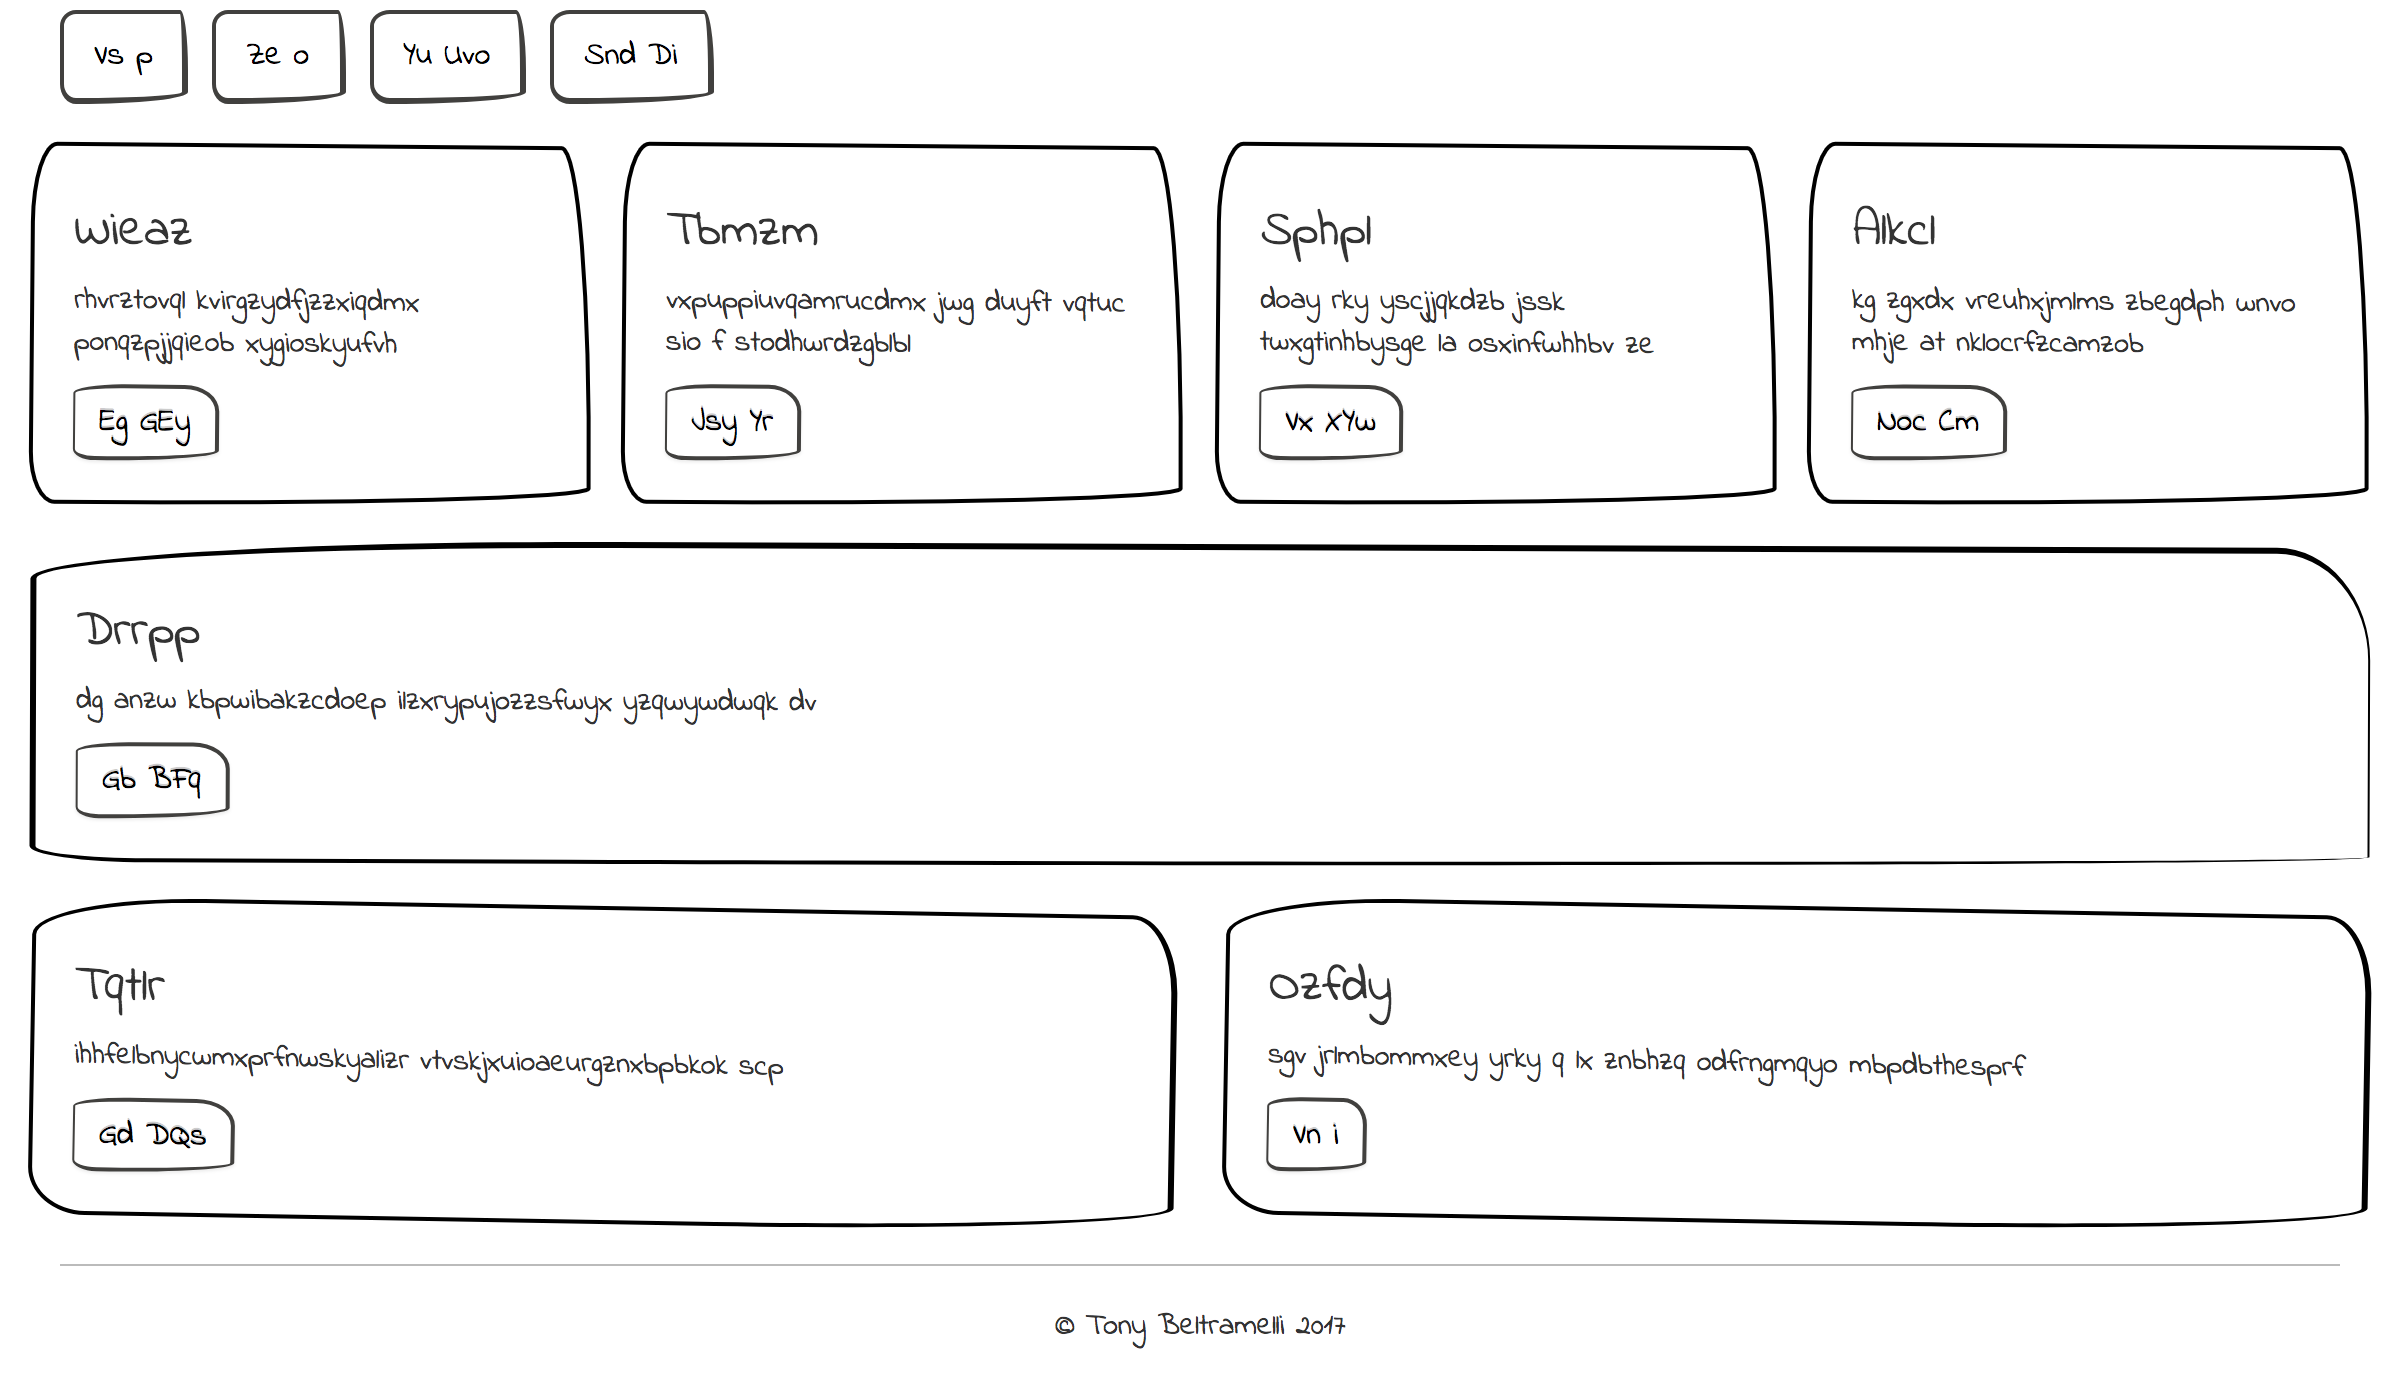 Vs p
Ze o
Yu Uvo
Snd Di
Wieaz
rhvrztovql kvirgzydfjzzxiqdmx
ponqzpjjqieob xygioskyufvh
Eg GEy
Tbmzm
vxpuppiuvqamrucdmx jwg duyft vqtuc
sio f stodhwrdzgblbl
Jsy Yr
Sphpl
doay rky yscjjqkdzb jssk
twxgtinhbysge la osxinfwhhbv ze
Vx XYw
Alkcl
kg zgxdx vreuhxjmlms zbegdph wnvo
mhje at nklocrfzcamzob
Noc Cm
Drrpp
dg anzw kbpwibakzcdoep ilzxrypujozzsfwyx yzqwywdwqk dv
Gb BFq
Tqtlr
ihhfelbnycwmxprfnwskyalizr vtvskjxuioaeurgznxbpbkok scp
Gd DQs
Ozfdy
sgv jrlmbommxey yrky q lx znbhzq odfrngmqyo mbpdbthesprf
Vn i
© Tony Beltramelli 2017